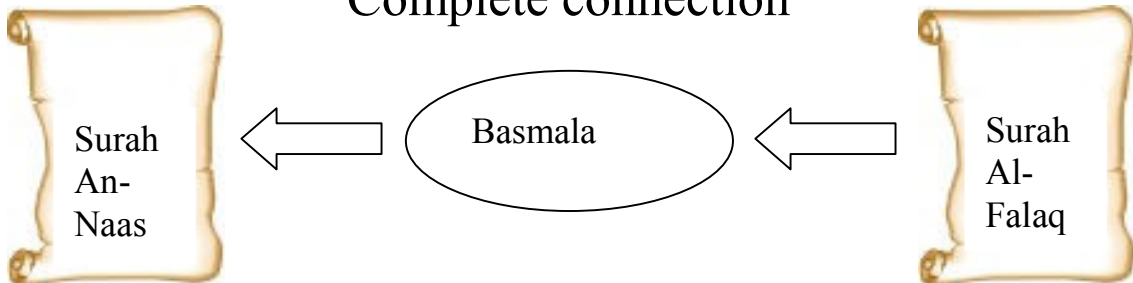 Complete connection
Surah
An-
Naas
Basmala
Surah
Al-
Falaq